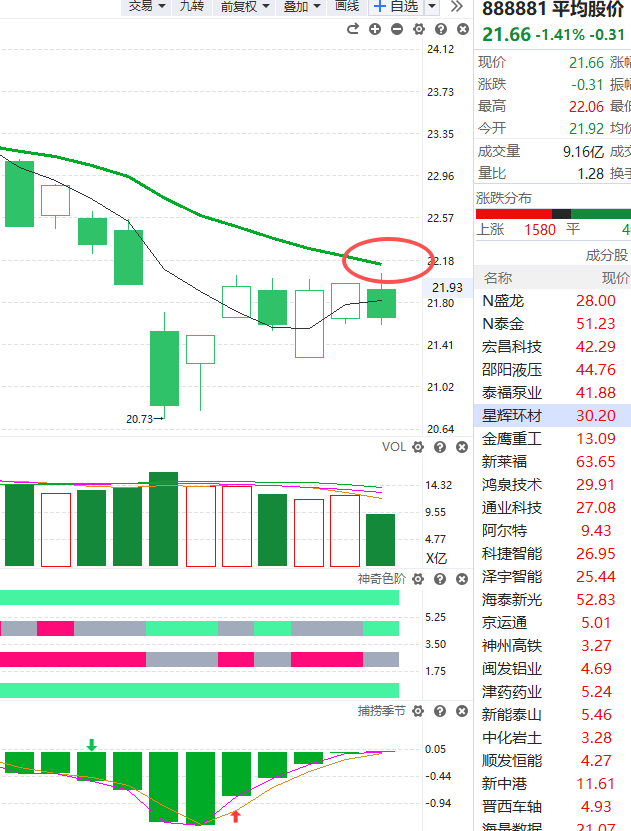 交易 九转 前复权 叠加 画线 +自选
888881 平均股价
21.66 -1.41% -0.31
24.12
23.73
23.35
22.96
22.57
22.18
21.93
21.80
21.41
21.02
20.64
20.73
现价 21.66 涨幅
涨跌 -0.31 振幅
最高 22.06 最低
今开 21.92 均价
成交量 9.16亿 成交
量比 1.28 换手
涨跌分布
上涨 1580 平
成分股
名称 现价
N盛龙 28.00
N泰金 51.23
宏昌科技 42.29
邵阳液压 44.76
泰福泵业 41.88
星辉环材 30.20
金鹰重工 13.09
新莱福 63.65
鸿泉技术 29.91
通业科技 27.08
阿尔特 9.43
科捷智能 26.95
泽宇智能 25.44
海泰新光 52.83
京运通 5.01
神州高铁 3.27
闽发铝业 4.69
津药药业 5.24
新能泰山 5.46
中化岩土 3.28
顺发恒能 4.27
新中港 11.61
晋西车轴 4.93
VOL
14.32
9.55
4.77
X亿
神奇色阶
5.25
3.50
1.75
捕捞季节
0.05
-0.44
-0.94